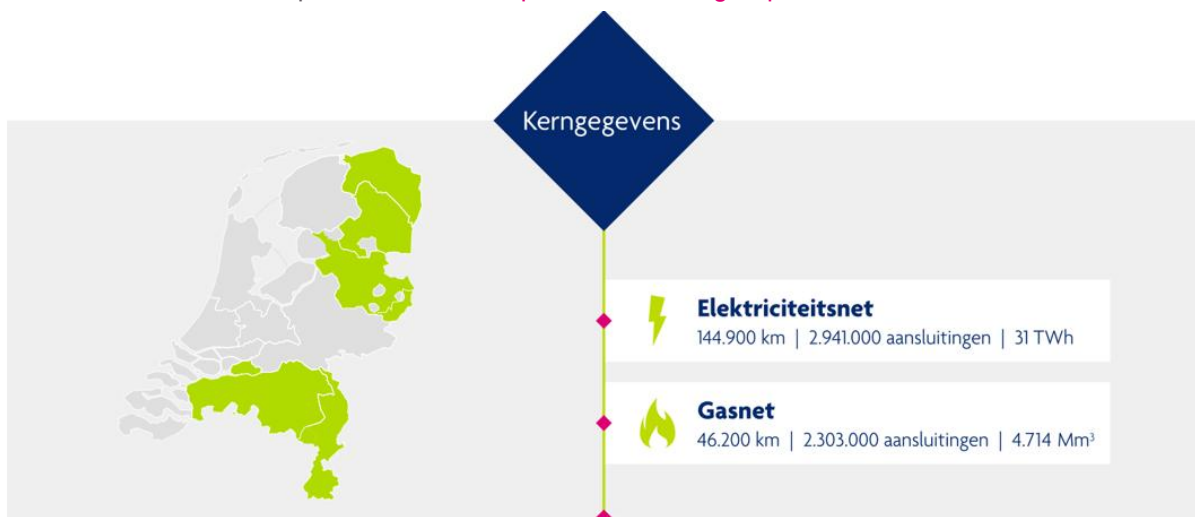 Kerngegevens
Elektriciteitsnet
144.900 km | 2.941.000 aansluitingen | 31 TWh
Gasnet
46.200 km | 2.303.000 aansluitingen | 4.714 Mm³